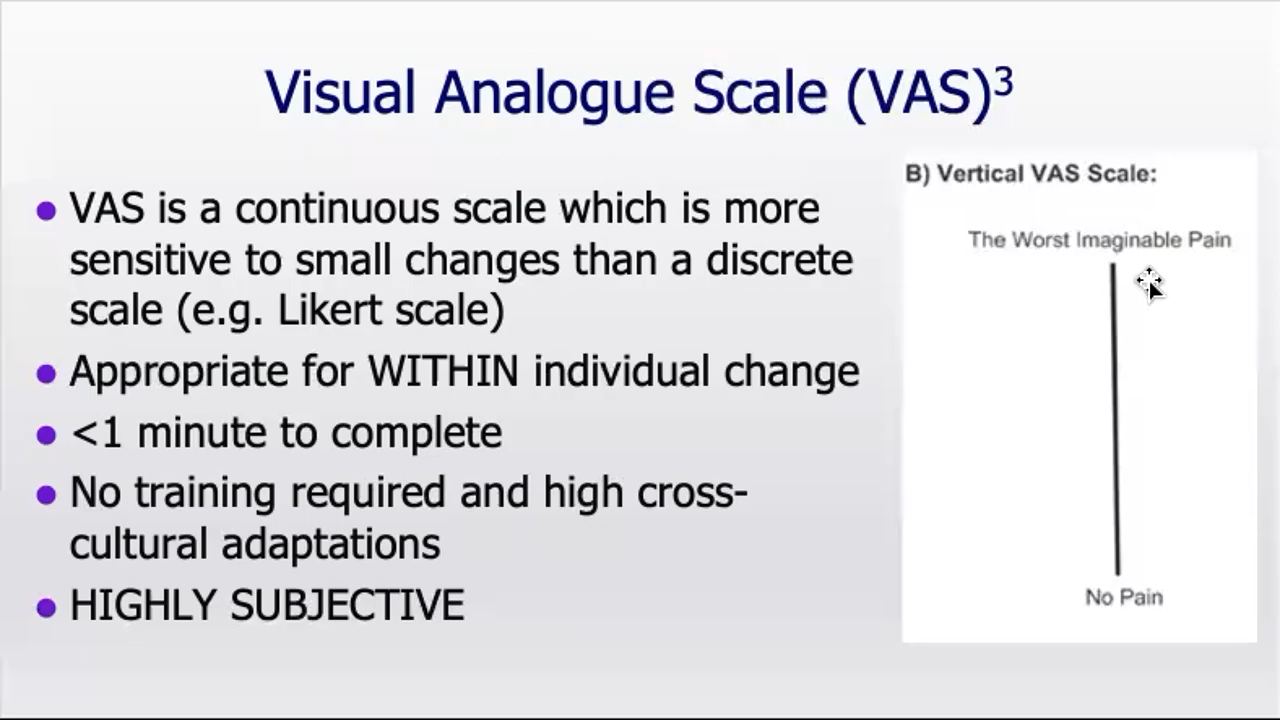 Visual Analogue Scale (VAS)³
● VAS is a continuous scale which is more
sensitive to small changes than a discrete
scale (e.g. Likert scale)
● Appropriate for WITHIN individual change
● <1 minute to complete
● No training required and high cross-
cultural adaptations
● HIGHLY SUBJECTIVE
B) Vertical VAS Scale:
The Worst Imaginable Pain
No Pain